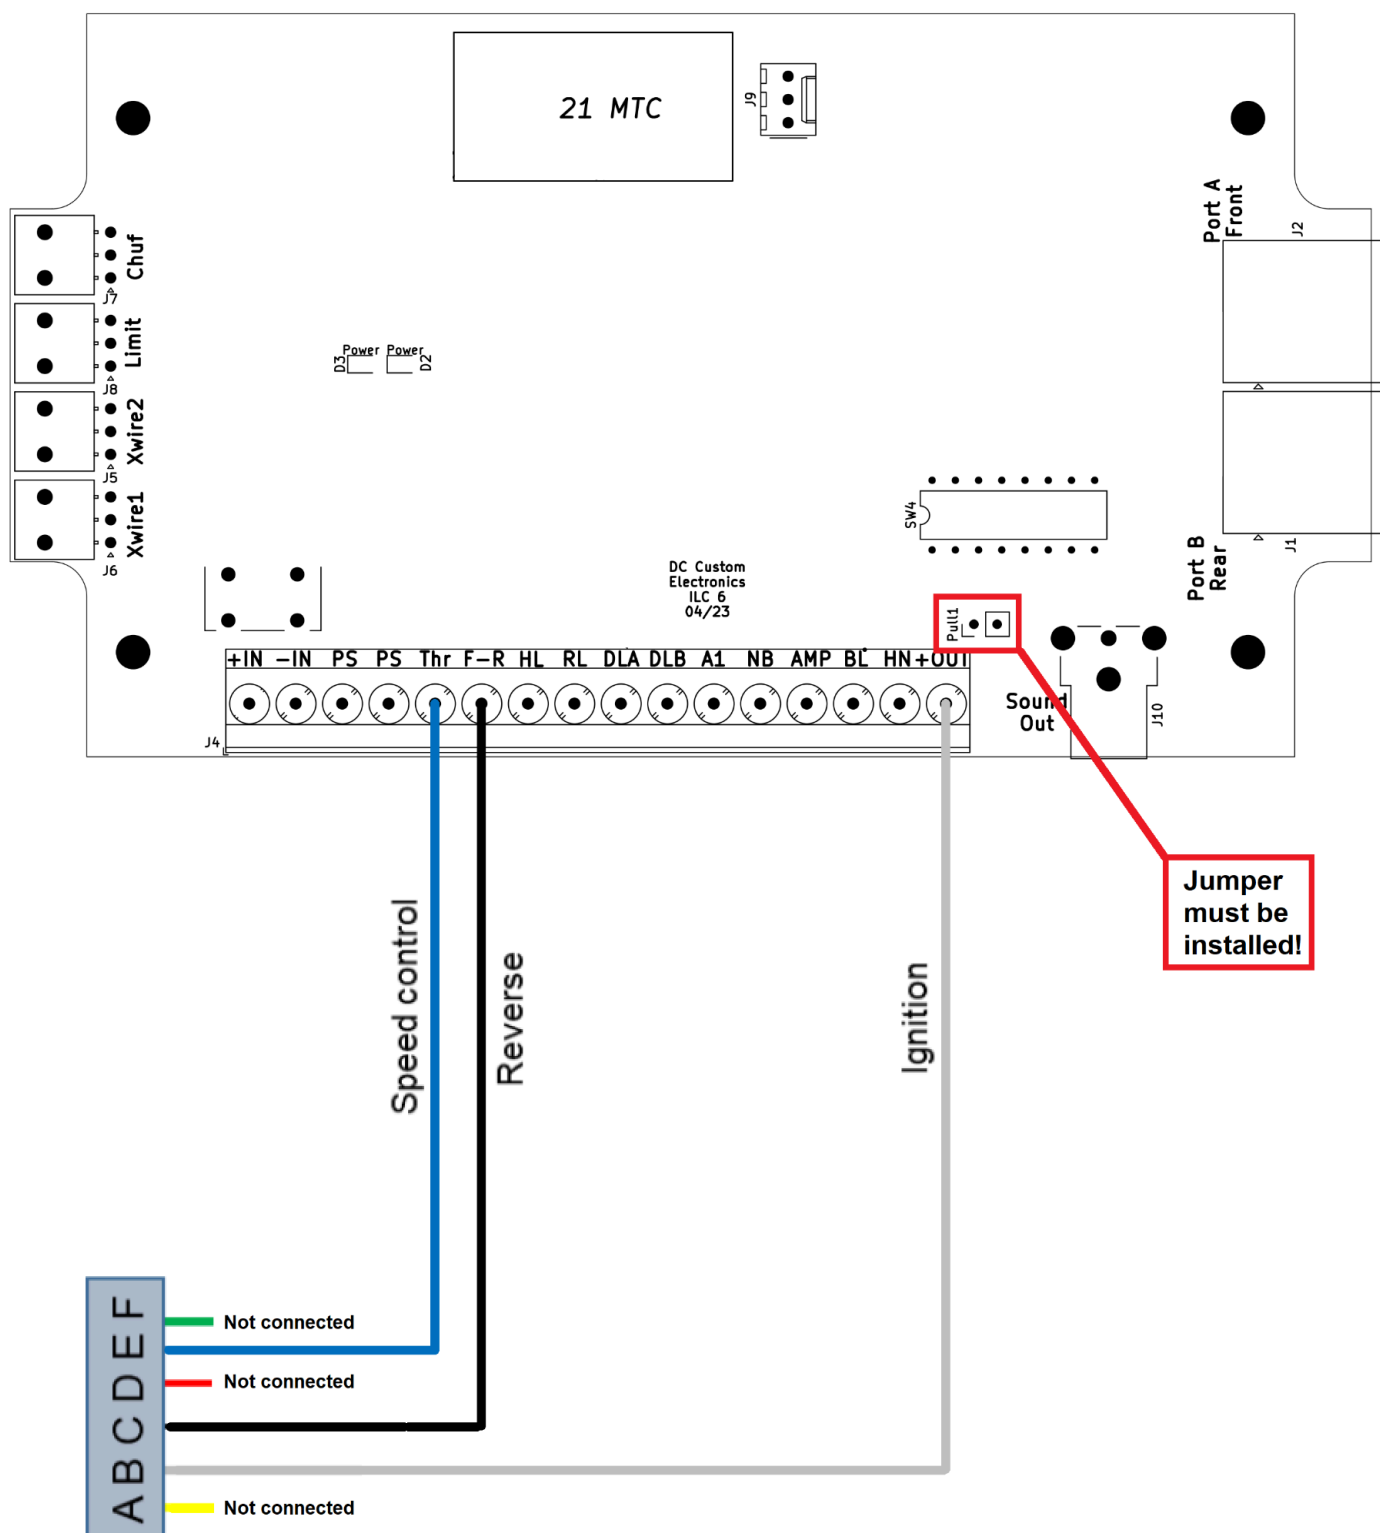 21 MTC
J9
Port A
Front
J2
Chuf
J7
Limit
J8
Xwire2
J5
Xwire1
J6
Power Power
D3
D2
SW4
J1
Port B
Rear
DC Custom
Electronics
ILC 6
04/23
Pull1
+IN -IN PS PS Thr F-R HL RL DLA DLB A1 NB AMP BL HN +OUT
J4
Sound
Out
J10
Jumper
must be
installed!
Speed control
Reverse
Ignition
F
Not connected
E
D
Not connected
C
B
A
Not connected